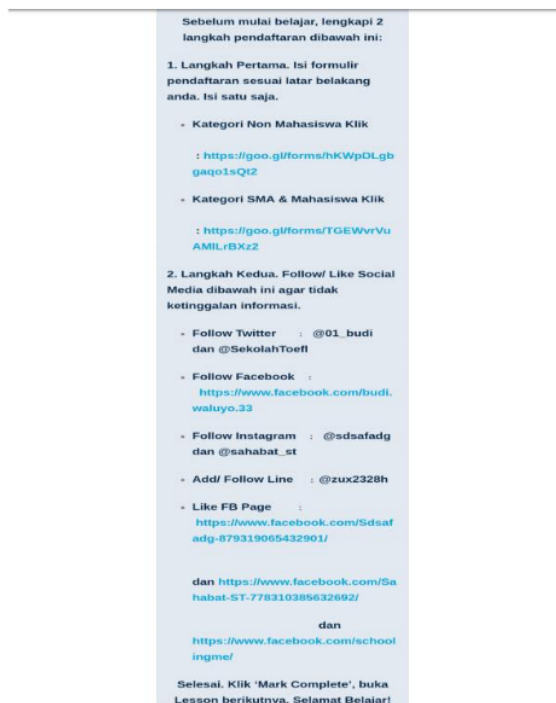 Sebelum mulai belajar, lengkapi 2
langkah pendaftaran dibawah ini:
1. Langkah Pertama. Isi formulir
pendaftaran sesuai latar belakang
anda. Isi satu saja.
- Kategori Non Mahasiswa Klik
: https://goo.gl/forms/hKWpDLgb
gaqo1sQt2
- Kategori SMA & Mahasiswa Klik
: https://goo.gl/forms/TGEWvrVu
AMILrBXz2
2. Langkah Kedua. Follow/ Like Social
Media dibawah ini agar tidak
ketinggalan informasi.
- Follow Twitter : @01_budi
dan @SekolahToefl
- Follow Facebook :
https://www.facebook.com/budi.
waluyo.33
- Follow Instagram : @sdsafadg
dan @sahabat_st
- Add/ Follow Line : @zux2328h
- Like FB Page :
https://www.facebook.com/Sdsaf
adg-879319065432901/
dan https://www.facebook.com/Sa
habat-ST-778310385632692/
dan
https://www.facebook.com/school
ingme/
Selesai. Klik ‘Mark Complete’, buka
Lesson berikutnya. Selamat Belajar!